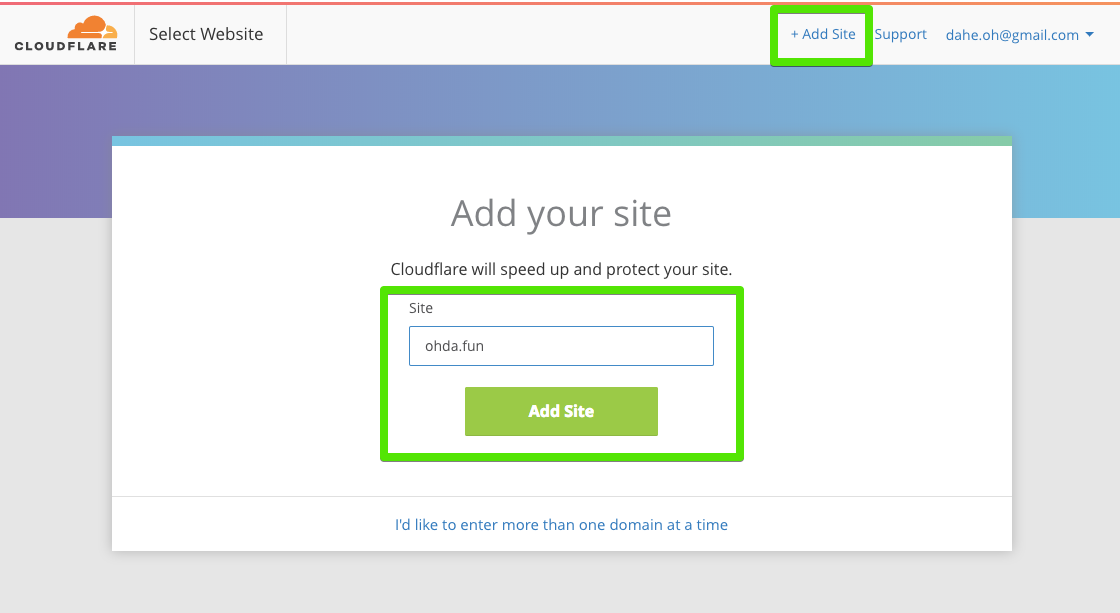 CLOUDFLARE
Select Website
+ Add Site
Support
dahe.oh@gmail.com
Add your site
Cloudflare will speed up and protect your site.
Site
ohda.fun
Add Site
I'd like to enter more than one domain at a time